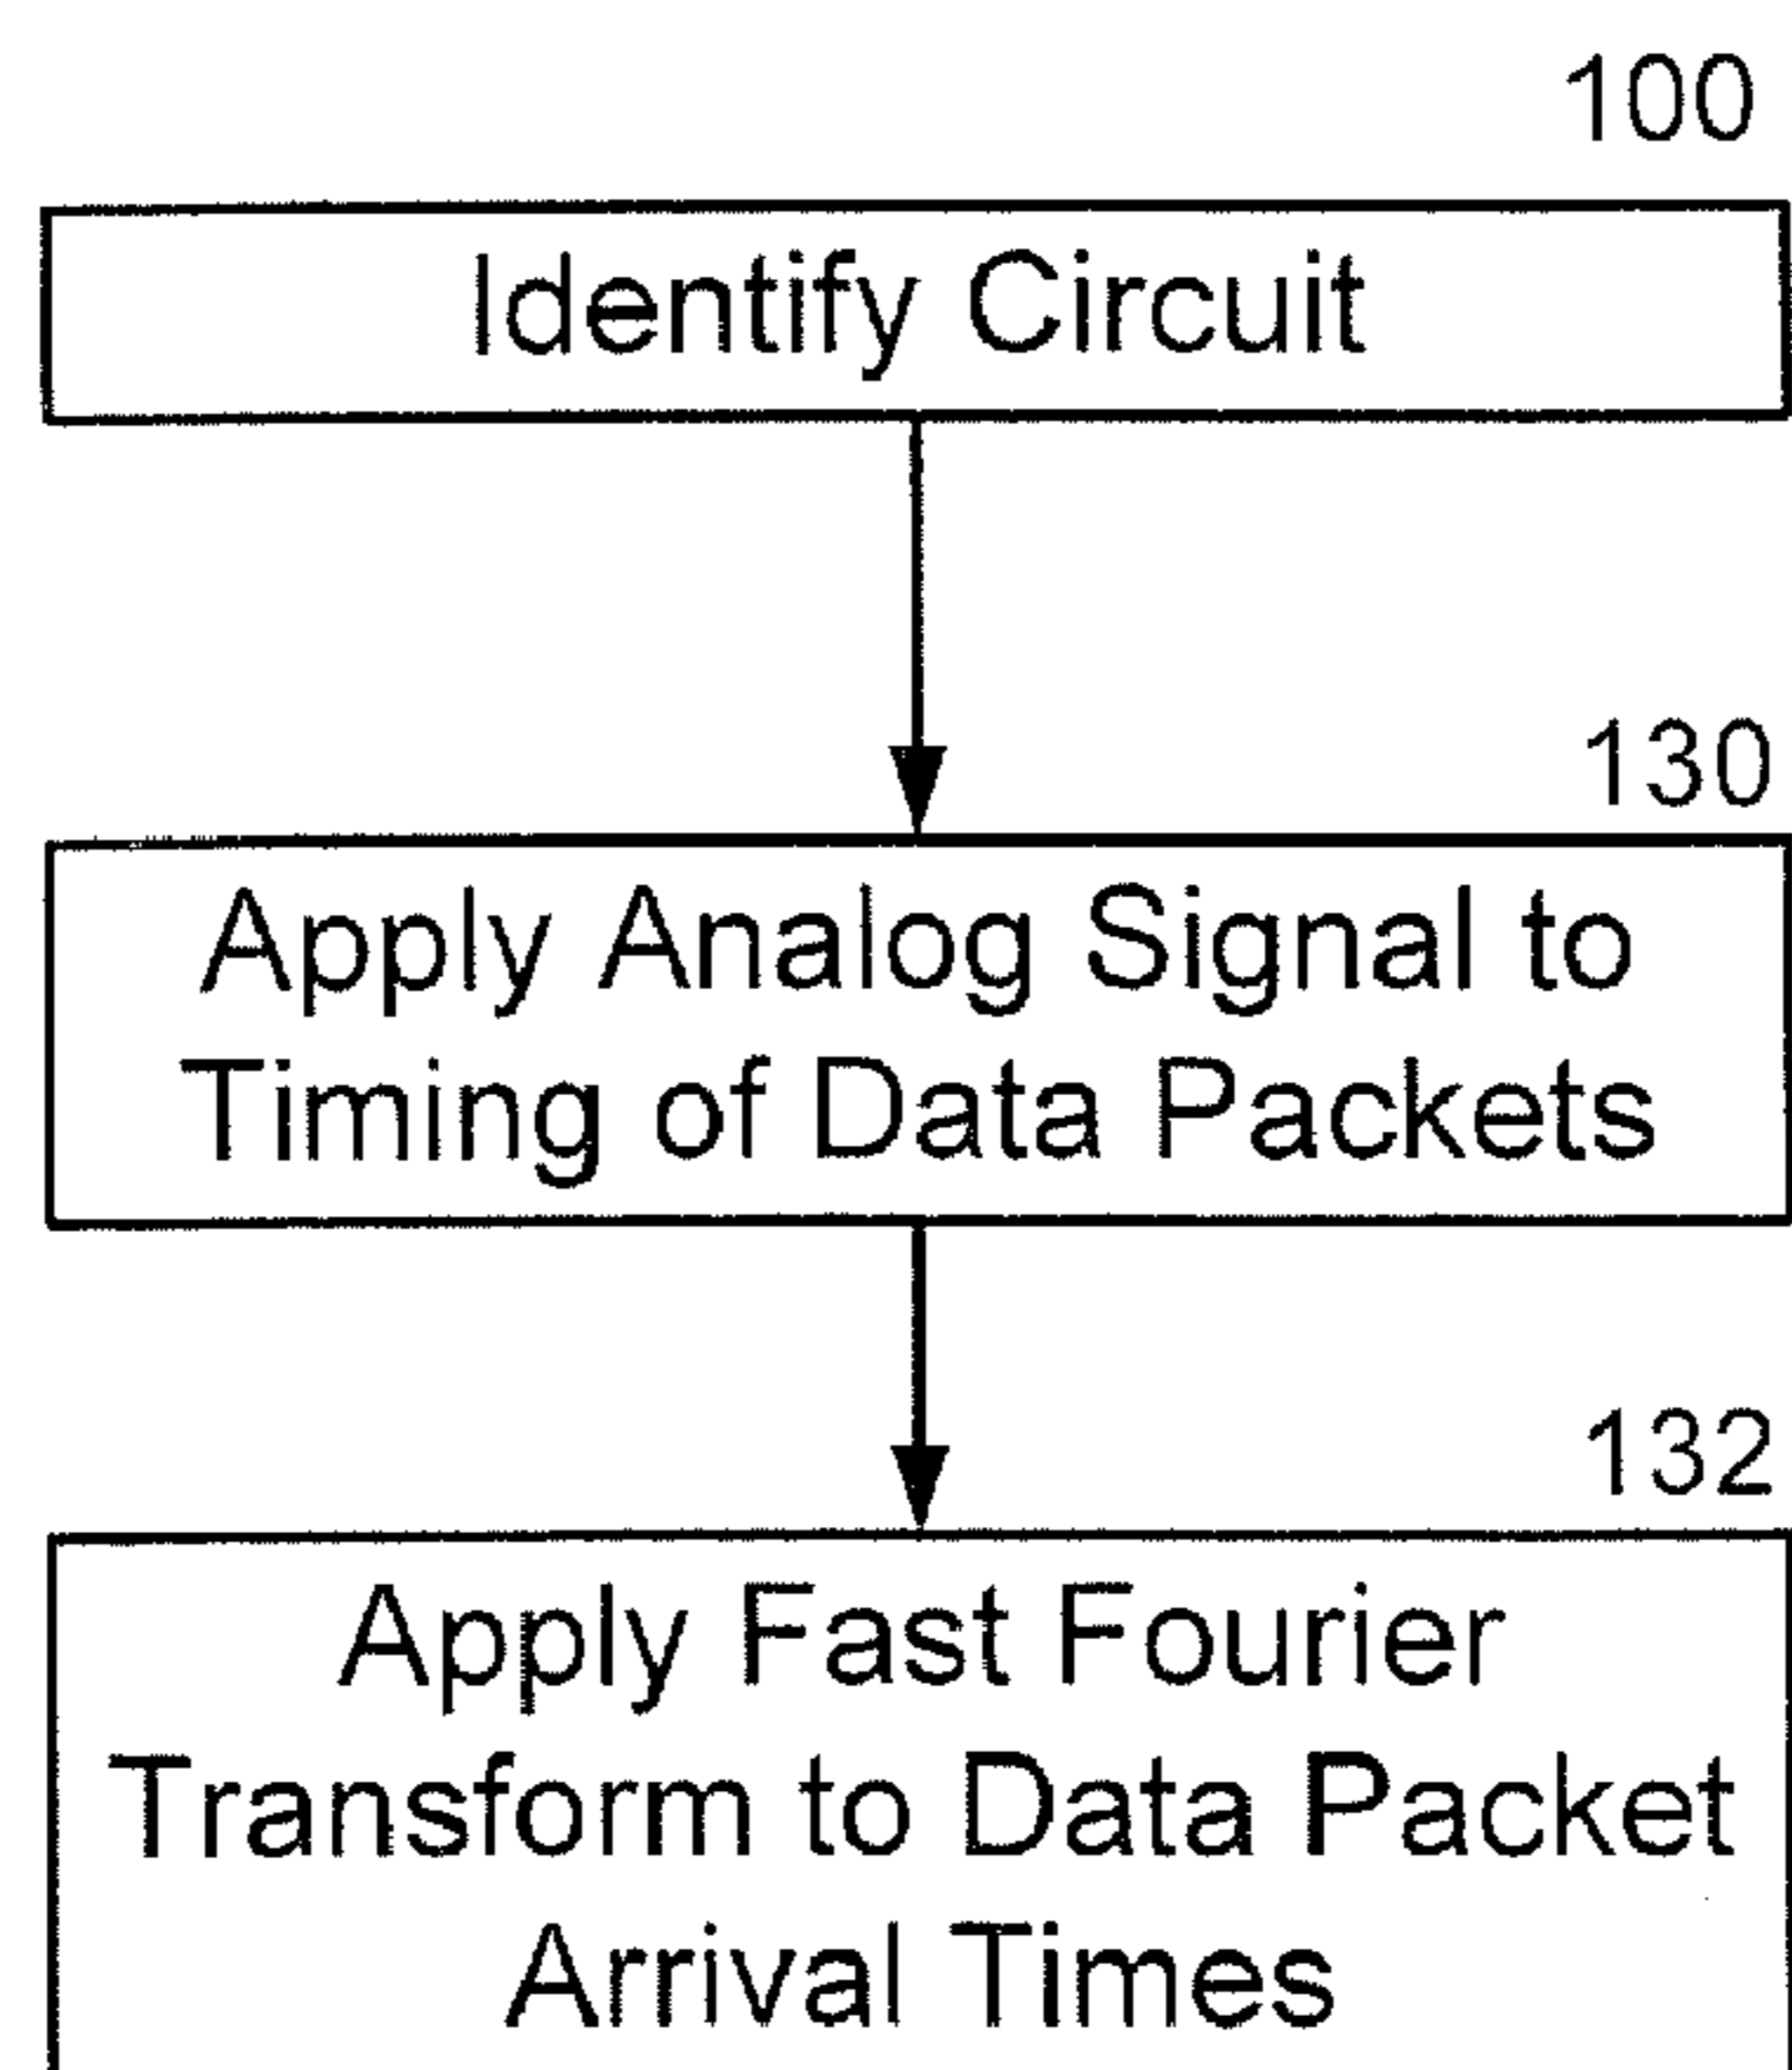 100
Identify Circuit
130
Apply Analog Signal to
Timing of Data Packets
132
Apply Fast Fourier
Transform to Data Packet
Arrival Times